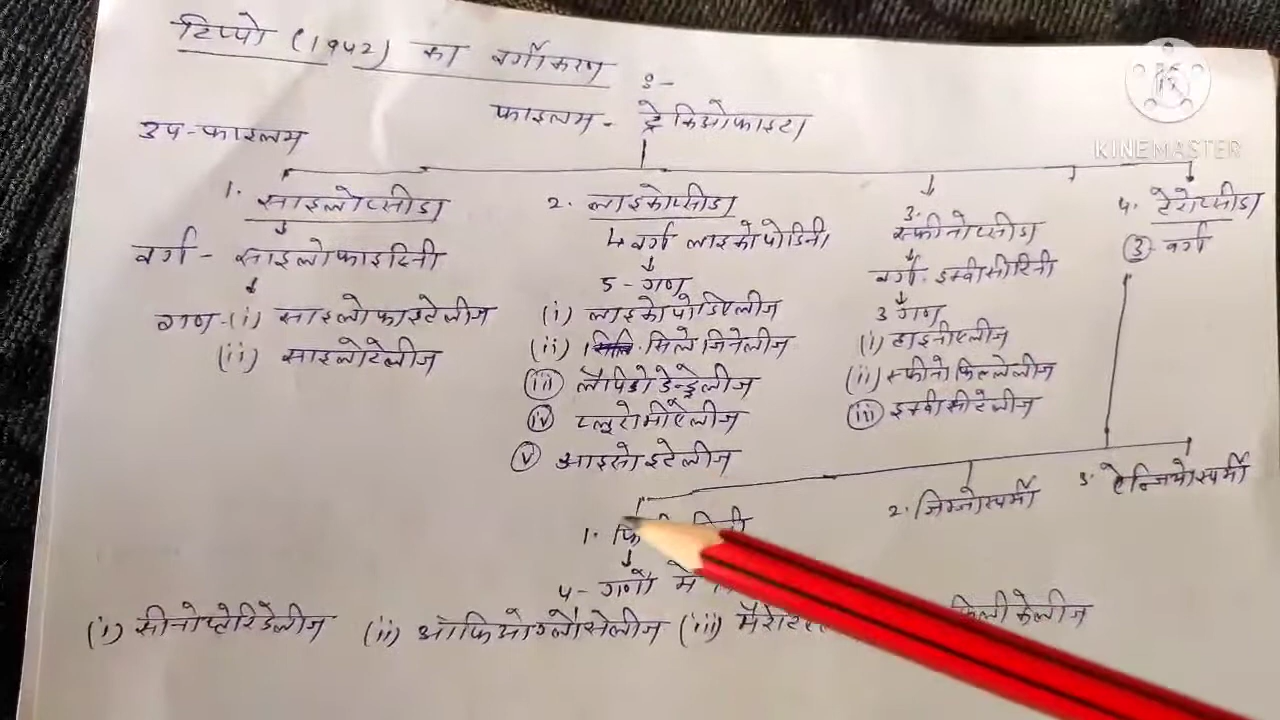 टिप्पो (1942) का वर्गीकरण :-
फाइलम - ट्रेकिओफाइटा
उप-फाइलम
1. साइलोप्सीडा
वर्ग - साइलोफाइटिनी
गण - (i) साइलोफाइटेलीज
(ii) साइलोटेलीज
2. लाइकोप्सीडा
वर्ग लाइकोपोडिनी
5 - गण
(i) लाइकोपोडिएलीज
(ii) सिलेजिनेलीज
(iii) लैपिडोडेन्ड्रेलीज
(iv) प्लूरोमीएलीज
(v) आइसोइटेलीज
3. स्फीनोप्सीडा
वर्ग - इक्वीसीटिनी
3 गण
(i) हाइनीएलीज
(ii) स्फीनोफिल्लेलीज
(iii) इक्वीसीटेलीज
4. टेरोप्सीडा
(3) वर्ग
1.
2. जिम्नोस्पर्मी
3. ऐन्जियोस्पर्मी
4 - गणों में
(i) सीनोप्टेरिडेलीज (ii) ऑफिओग्लोसेलीज (iii)
KINEMASTER